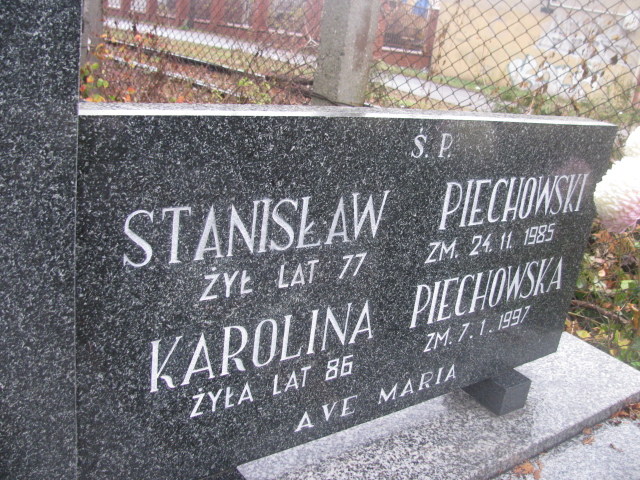 Ś. P.
STANISŁAW PIECHOWSKI
ŻYŁ LAT 77 ZM. 24. 11. 1985
KAROLINA PIECHOWSKA
ŻYŁA LAT 86 ZM. 7. 1. 1997
AVE MARIA